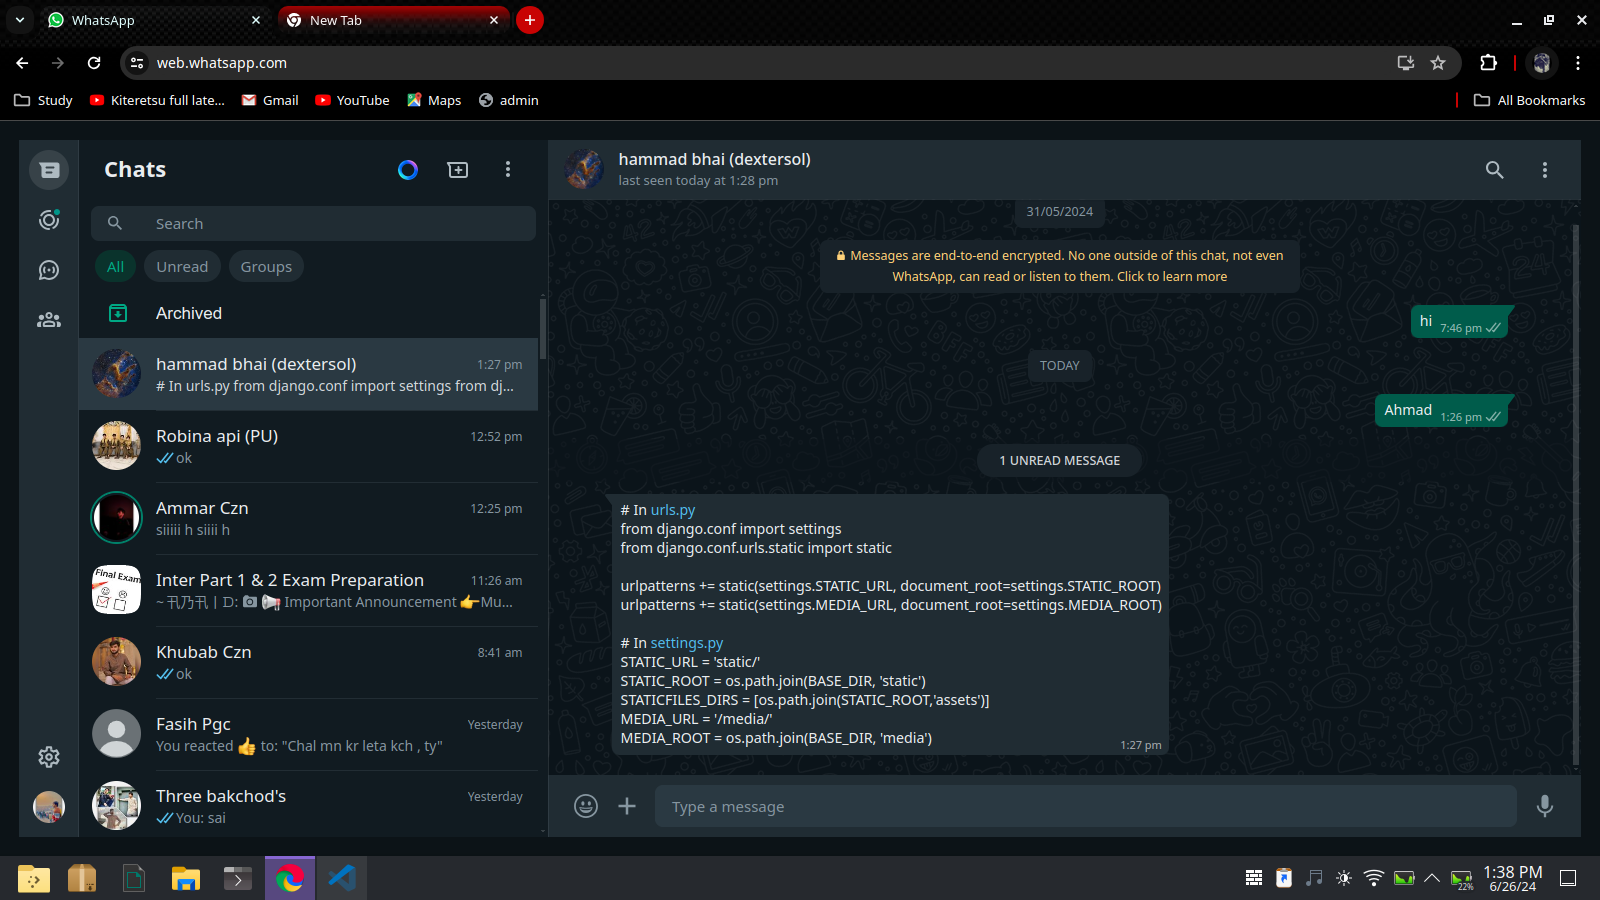 WhatsApp
New Tab
web.whatsapp.com
Study
Kiteretsu full late...
Gmail
YouTube
Maps
admin
All Bookmarks
Chats
Search
All
Unread
Groups
Archived
hammad bhai (dextersol)
1:27 pm
# In urls.py from django.conf import settings from dj...
Robina api (PU)
12:52 pm
ok
Ammar Czn
12:25 pm
siiiii h siiii h
Final Exam
Inter Part 1 & 2 Exam Preparation
11:26 am
Important Announcement 👉Mu...
Khubab Czn
8:41 am
ok
Fasih Pgc
Yesterday
You reacted 👍 to: "Chal mn kr leta kch , ty"
Three bakchod's
Yesterday
You: sai
hammad bhai (dextersol)
last seen today at 1:28 pm
31/05/2024
Messages are end-to-end encrypted. No one outside of this chat, not even
WhatsApp, can read or listen to them. Click to learn more
hi 7:46 pm
TODAY
Ahmad 1:26 pm
1 UNREAD MESSAGE
# In urls.py
from django.conf import settings
from django.conf.urls.static import static
urlpatterns += static(settings.STATIC_URL, document_root=settings.STATIC_ROOT)
urlpatterns += static(settings.MEDIA_URL, document_root=settings.MEDIA_ROOT)
# In settings.py
STATIC_URL = 'static/'
STATIC_ROOT = os.path.join(BASE_DIR, 'static')
STATICFILES_DIRS = [os.path.join(STATIC_ROOT,'assets')]
MEDIA_URL = '/media/'
MEDIA_ROOT = os.path.join(BASE_DIR, 'media')
1:27 pm
Type a message
22%
1:38 PM
6/26/24